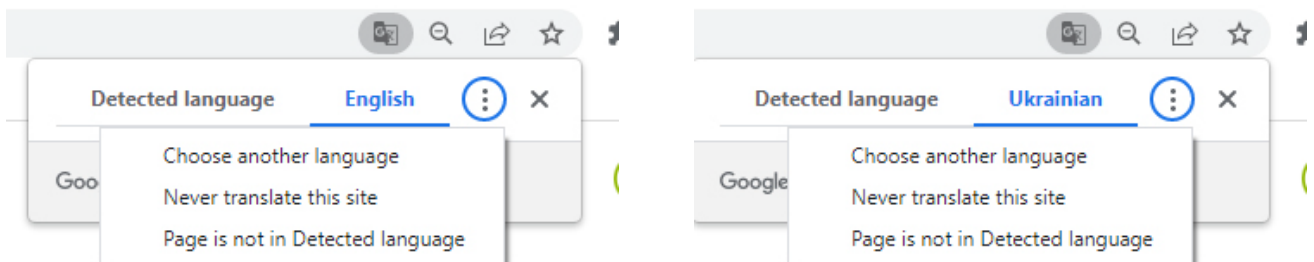 Detected language English
Choose another language
Goo
Never translate this site
Page is not in Detected language
Detected language Ukrainian
Choose another language
Google
Never translate this site
Page is not in Detected language